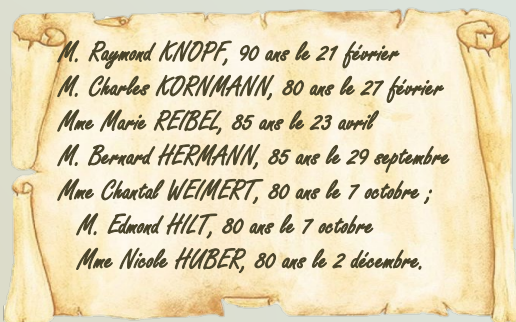 M. Raymond KNOPF, 90 ans le 21 février
M. Charles KORNMANN, 80 ans le 27 février
Mme Marie REIBEL, 85 ans le 23 avril
M. Bernard HERMANN, 85 ans le 29 septembre
Mme Chantal WEIMERT, 80 ans le 7 octobre ;
M. Edmond HILT, 80 ans le 7 octobre
Mme Nicole HUBER, 80 ans le 2 décembre.